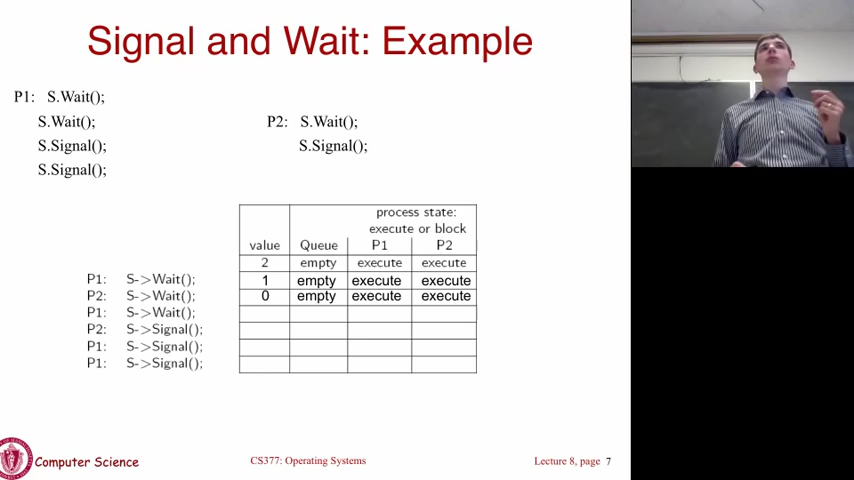 Signal and Wait: Example
P1: S.Wait();
S.Wait();
S.Signal();
S.Signal();
P2: S.Wait();
S.Signal();
process state:
execute or block
value Queue P1 P2
2 empty execute execute
P1: S->Wait(); 1 empty execute execute
P2: S->Wait(); 0 empty execute execute
P1: S->Wait();
P2: S->Signal();
P1: S->Signal();
P1: S->Signal();
Computer Science
CS377: Operating Systems
Lecture 8, page 7